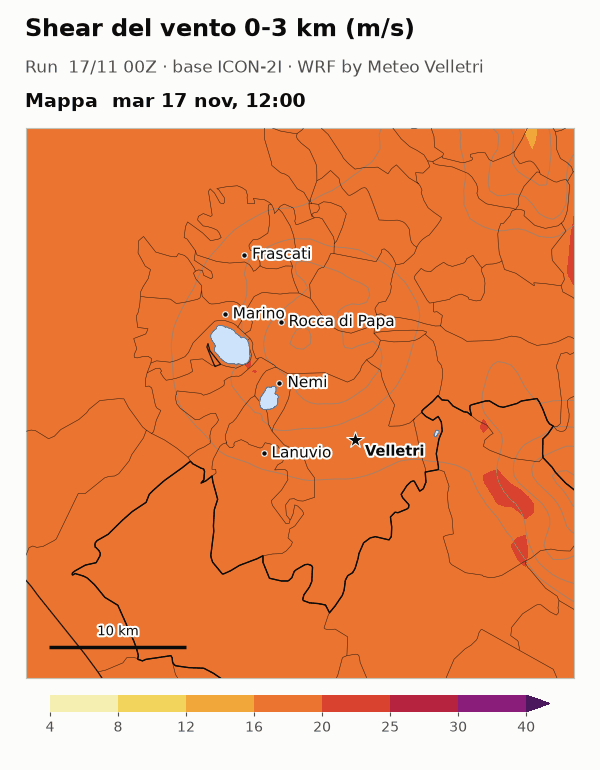 Shear del vento 0-3 km (m/s)
Run 17/11 00Z · base ICON-2I · WRF by Meteo Velletri
Mappa mar 17 nov, 12:00
Frascati
Marino
Rocca di Papa
Nemi
Velletri
Lanuvio
10 km
4 8 12 16 20 25 30 40